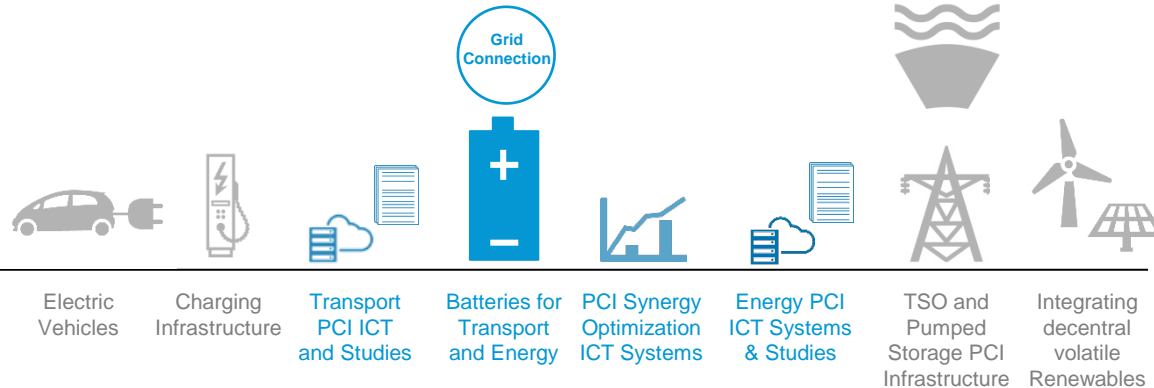 Grid
Connection
+
–
Electric
Vehicles
Charging
Infrastructure
Transport
PCI ICT
and Studies
Batteries for
Transport
and Energy
PCI Synergy
Optimization
ICT Systems
Energy PCI
ICT Systems
& Studies
TSO and
Pumped
Storage PCI
Infrastructure
Integrating
decentral
volatile
Renewables